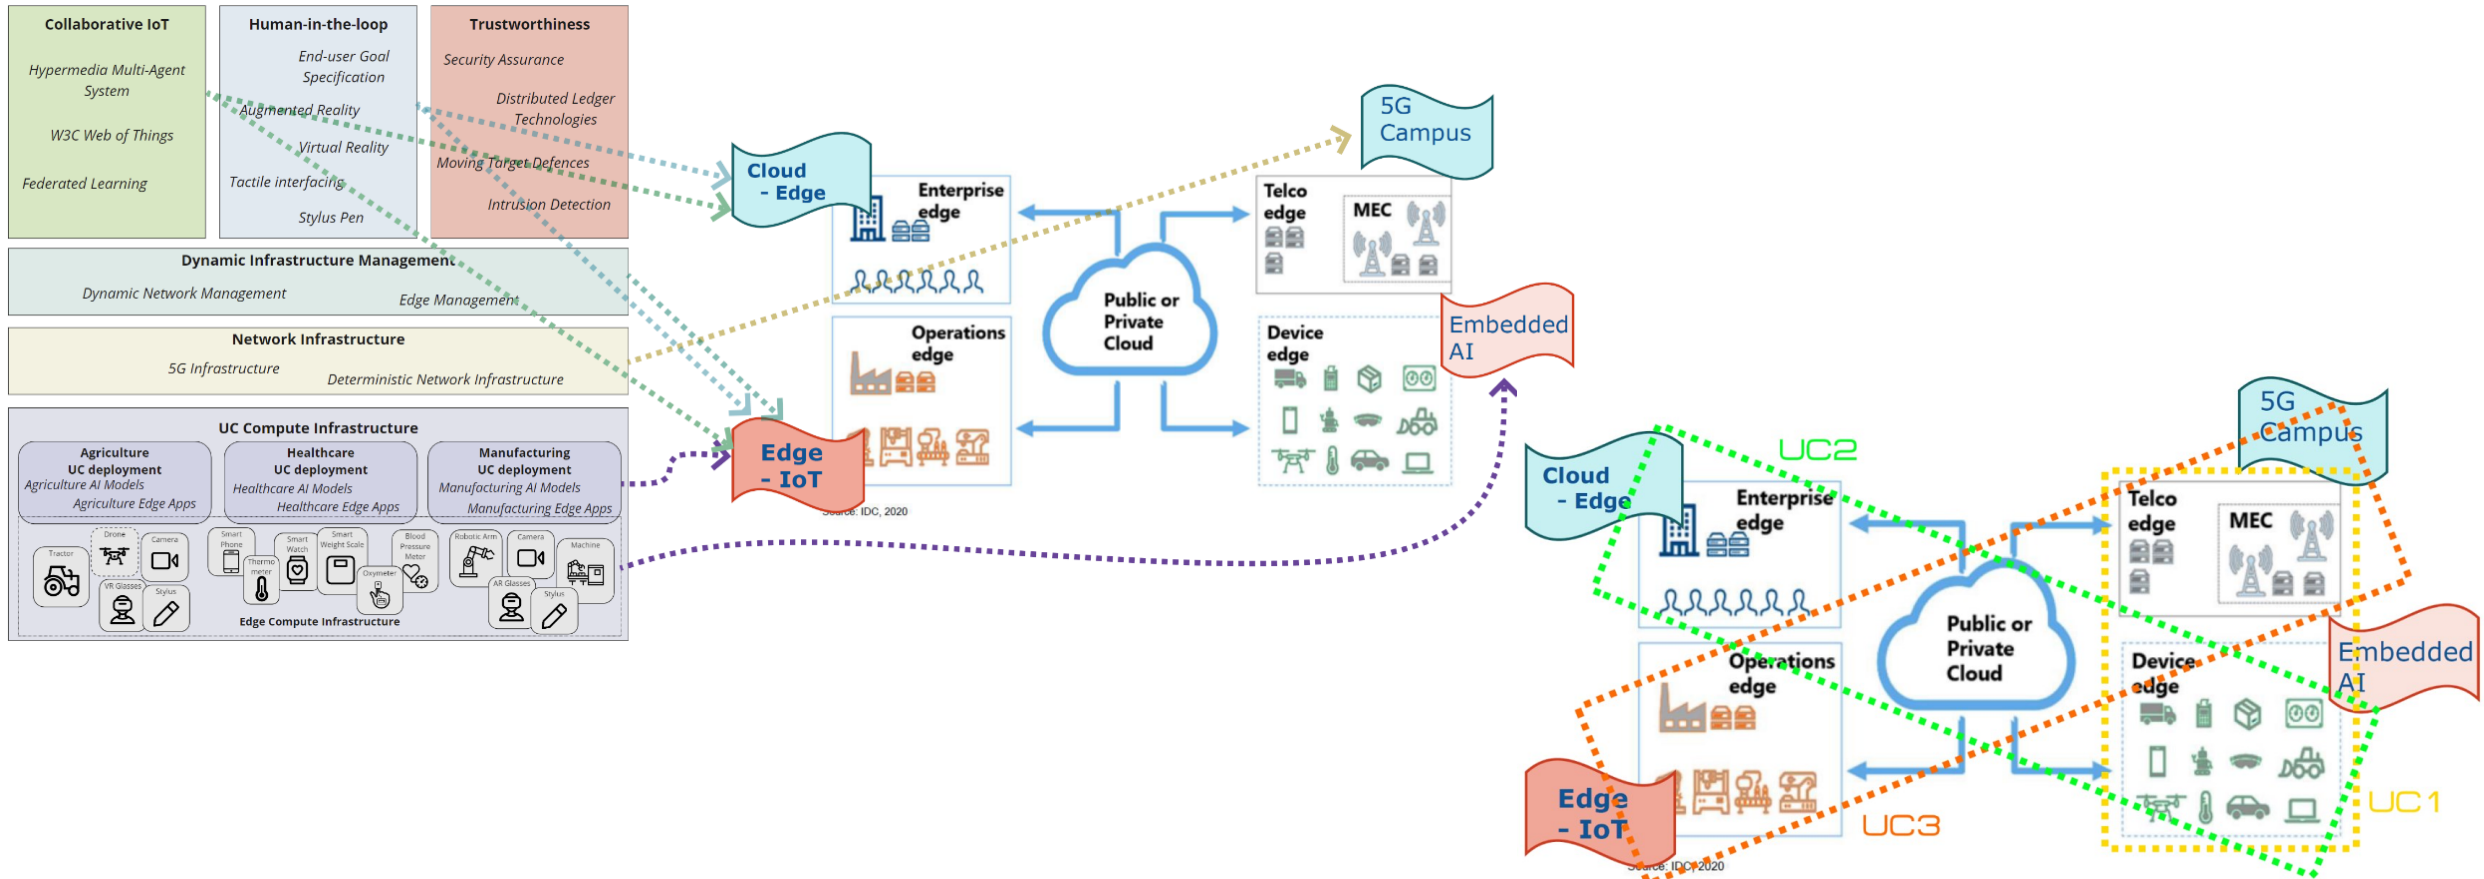 Collaborative IoT
Hypermedia Multi-Agent
System
W3C Web of Things
Federated Learning
Human-in-the-loop
End-user Goal
Specification
Augmented Reality
Virtual Reality
Tactile interfacing
Stylus Pen
Trustworthiness
Security Assurance
Distributed Ledger
Technologies
Moving Target Defences
Intrusion Detection
Dynamic Infrastructure Management
Dynamic Network Management
Edge Management
Network Infrastructure
5G Infrastructure
Deterministic Network Infrastructure
UC Compute Infrastructure
Agriculture
UC deployment
Agriculture AI Models
Agriculture Edge Apps
Healthcare
UC deployment
Healthcare AI Models
Healthcare Edge Apps
Manufacturing
UC deployment
Manufacturing AI Models
Manufacturing Edge Apps
Tractor
Drone
Camera
VR Glasses
Stylus
Smart
Phone
Thermo
meter
Smart
Watch
Smart
Weight Scale
Oxymeter
Blood
Pressure
Meter
Robotic Arm
Camera
Machine
AR Glasses
Stylus
Edge Compute Infrastructure
Cloud
- Edge
Enterprise
edge
Operations
edge
Edge
- IoT
Source: IDC, 2020
Public or
Private
Cloud
5G
Campus
Telco
edge
MEC
Device
edge
Embedded
AI
Cloud
- Edge
UC2
Enterprise
edge
Operations
edge
Edge
- IoT
UC3
Source: IDC, 2020
Public or
Private
Cloud
5G
Campus
Telco
edge
MEC
Device
edge
Embedded
AI
UC1